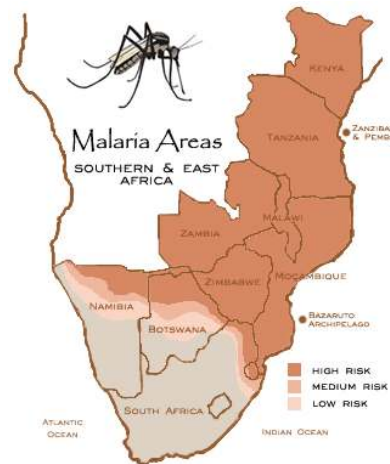 Malaria Areas
SOUTHERN & EAST
AFRICA
KENYA
TANZANIA
ZANZIBA
& PEMB
MALAWI
ZAMBIA
MOÇAMBIQUE
ZIMBABWE
NAMIBIA
BOTSWANA
BAZARUTO
ARCHIPELAGO
HIGH RISK
MEDIUM RISK
LOW RISK
SOUTH AFRICA
ATLANTIC
OCEAN
INDIAN OCEAN